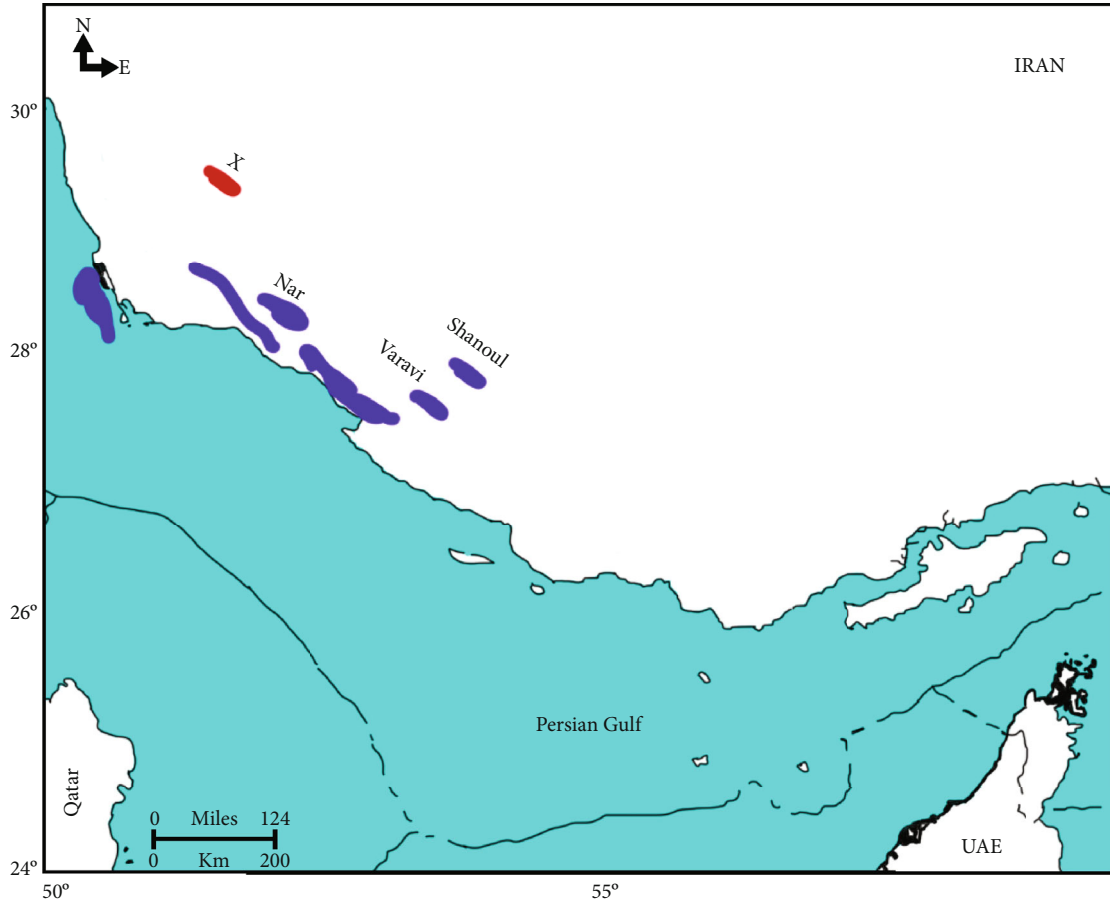 N
E
IRAN
30°
X
Nar
28°
Varavi
Shanoul
26°
Persian Gulf
Qatar
0 Miles 124
0 Km 200
UAE
24°
50°
55°